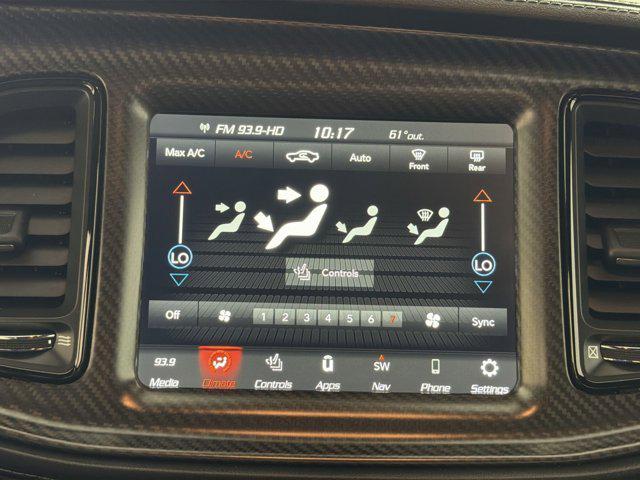 FM 93.9-HD 10:17 61°out.
Max A/C A/C Auto Front Rear
LO LO
Controls
Off 1 2 3 4 5 6 7 Sync
93.9 SW
Media Climate Controls Apps Nav Phone Settings